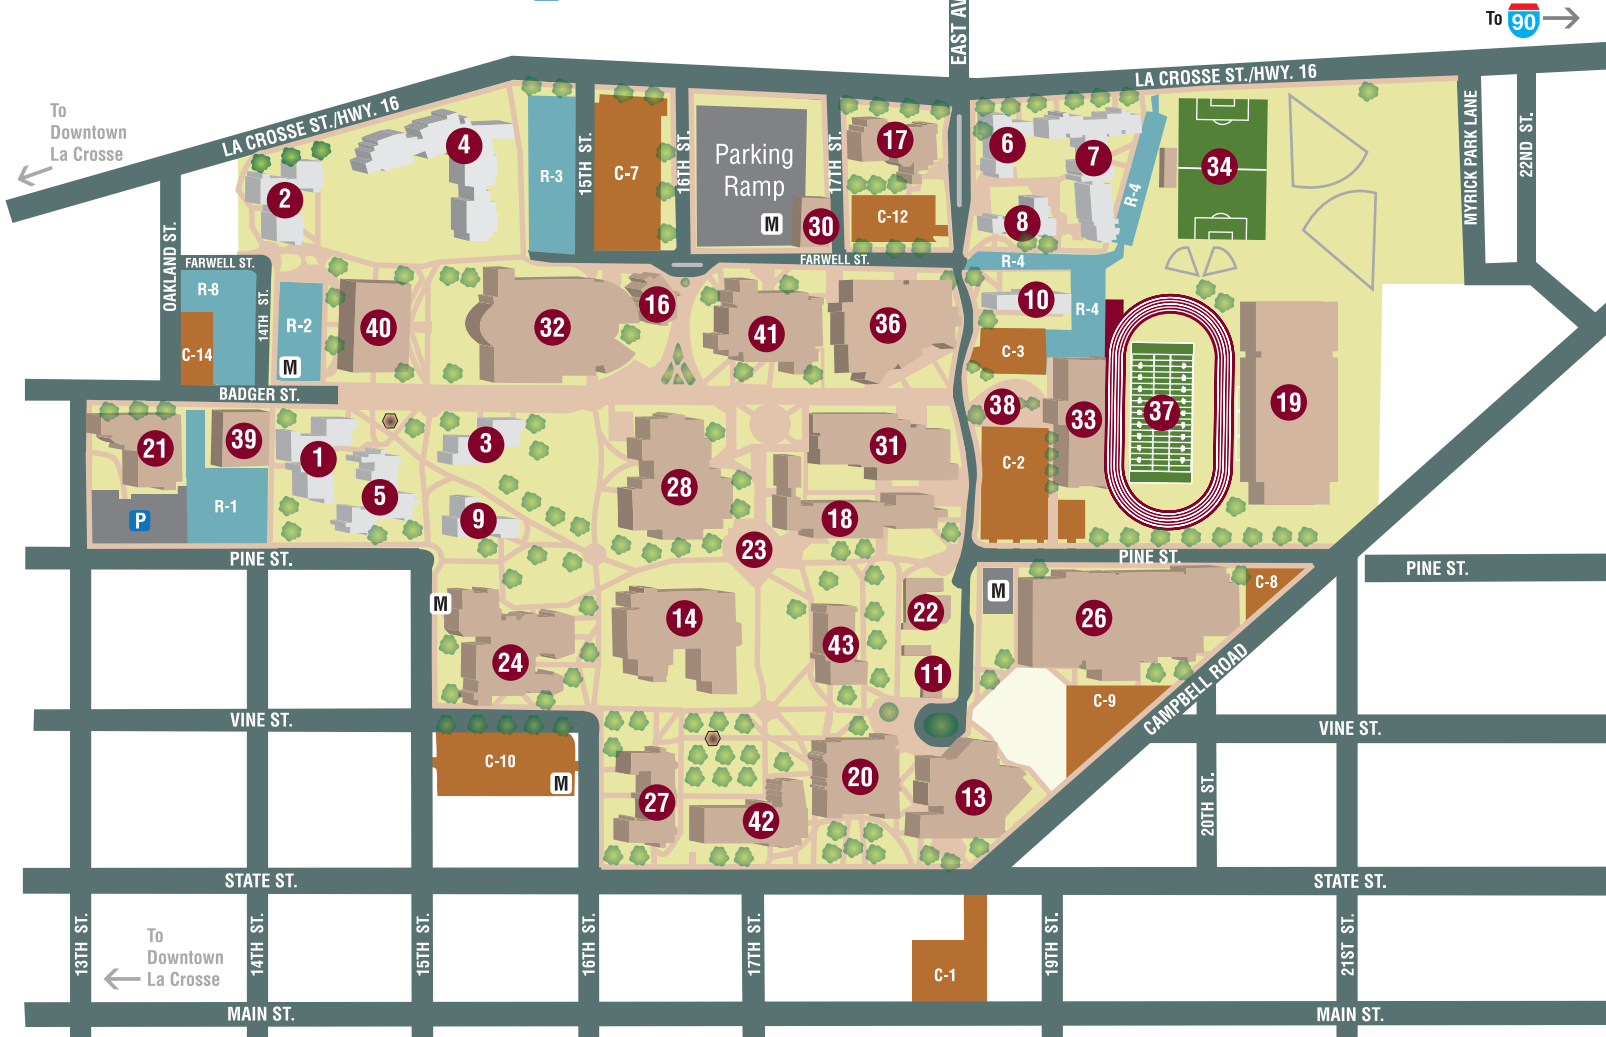 To 90
EAST AV
LA CROSSE ST./HWY. 16
LA CROSSE ST./HWY. 16
To
Downtown
La Crosse
MYRICK PARK LANE
22ND ST.
15TH ST.
16TH ST.
17TH ST.
OAKLAND ST.
R-3
C-7
Parking
Ramp
M
30
17
C-12
6
7
8
R-4
34
4
2
FARWELL ST.
FARWELL ST.
R-4
R-8
C-14
14TH ST.
R-2
M
40
32
16
41
36
10
R-4
C-3
BADGER ST.
38
33
37
19
21
39
1
3
5
9
R-1
P
28
31
18
23
C-2
PINE ST.
PINE ST.
PINE ST.
M
24
14
43
22
11
M
26
C-8
C-9
CAMPBELL ROAD
VINE ST.
VINE ST.
C-10
M
27
42
20
13
20TH ST.
STATE ST.
STATE ST.
13TH ST.
14TH ST.
15TH ST.
16TH ST.
17TH ST.
19TH ST.
21ST ST.
To
Downtown
La Crosse
C-1
MAIN ST.
MAIN ST.